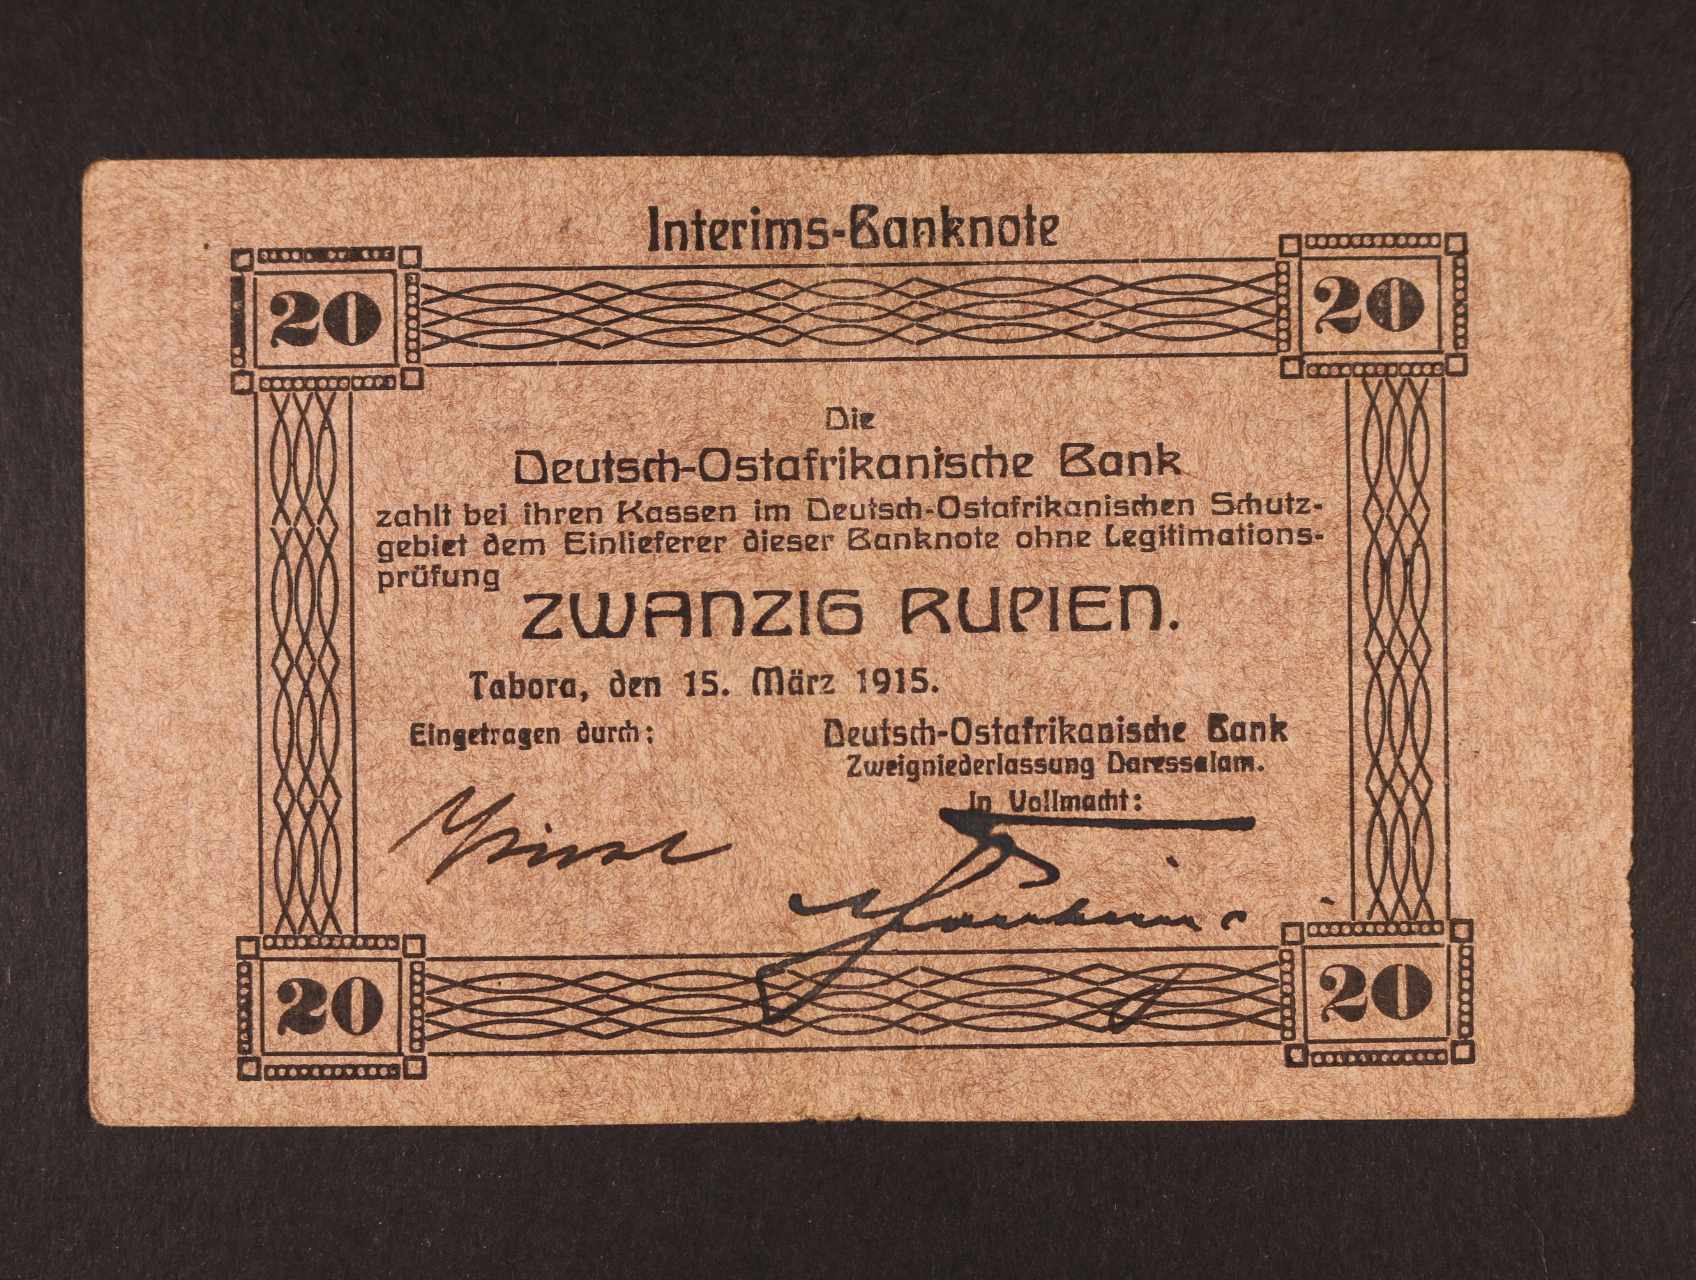 Interims-Banknote
20 20
Die
Deutsch-Ostafrikanische Bank
zahlt bei ihren Kassen im Deutsch-Ostafrikanischen Schutz-
gebiet dem Einlieferer dieser Banknote ohne Legitimations-
prüfung
ZWANZIG RUPIEN.
Tabora, den 15. März 1915.
Eingetragen durch:
Deutsch-Ostafrikanische Bank
Zweigniederlassung Daressalam.
In Vollmacht:
20 20